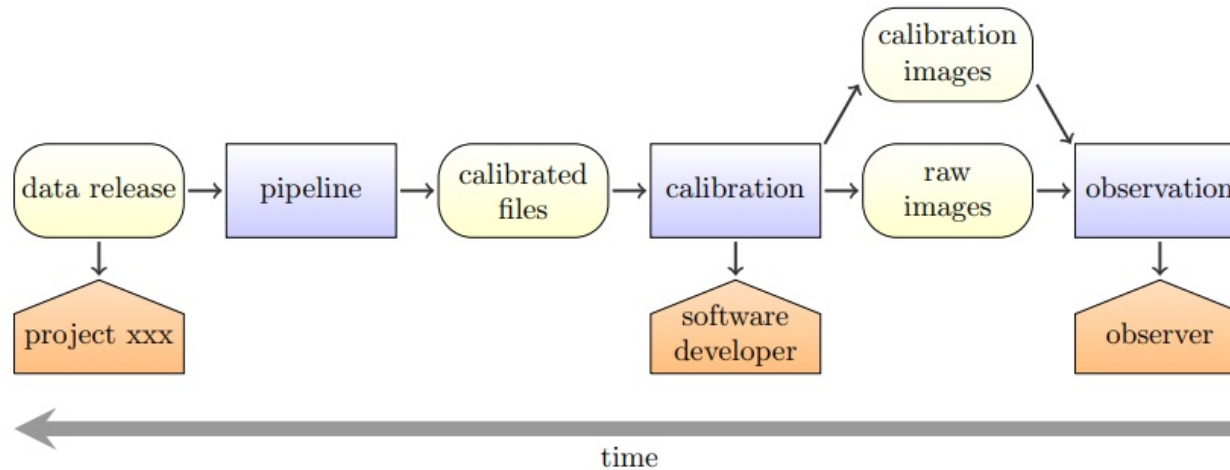 calibration
images
data release
pipeline
calibrated
files
calibration
raw
images
observation
project xxx
software
developer
observer
time